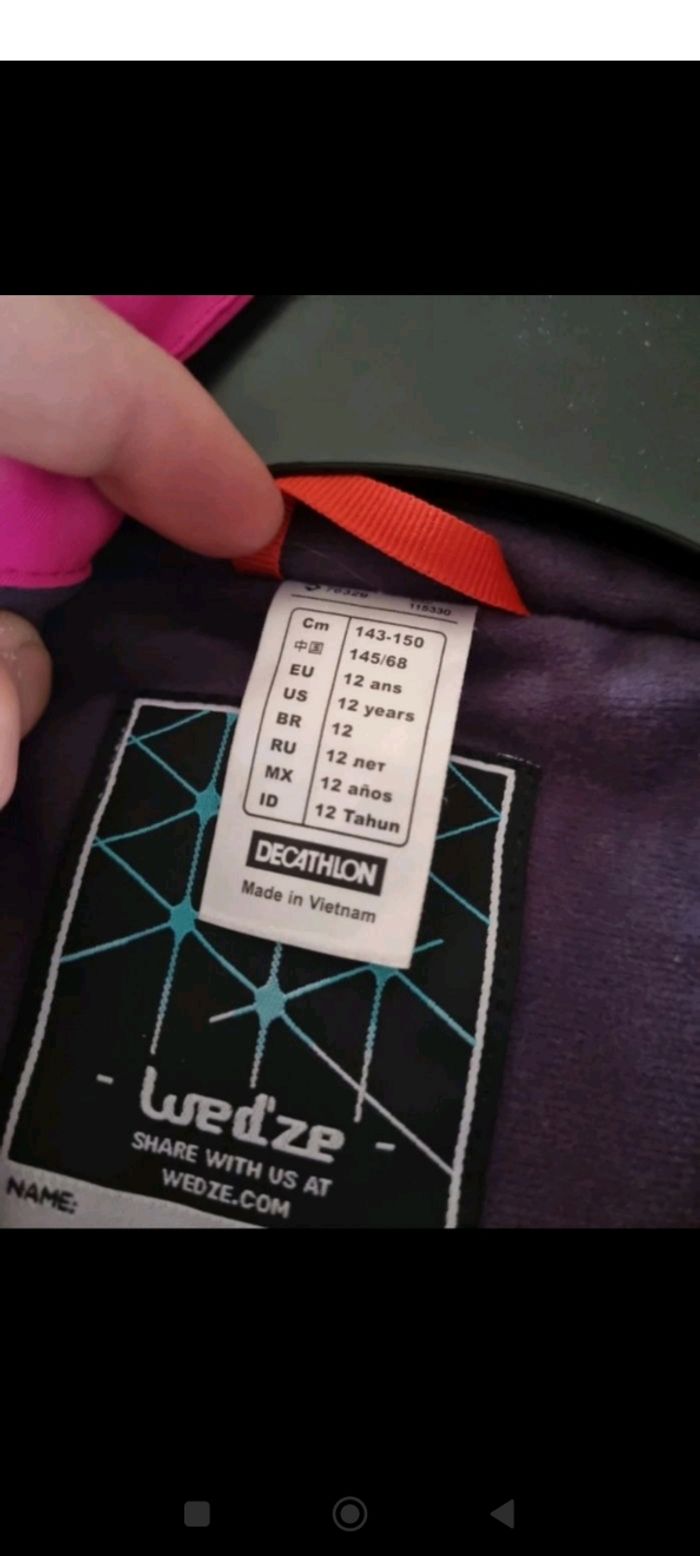 115330
Cm 143-150
中国 145/68
EU 12 ans
US 12 years
BR 12
RU 12 лет
MX 12 años
ID 12 Tahun
DECATHLON
Made in Vietnam
- Wed'ze -
SHARE WITH US AT
WEDZE.COM
NAME: